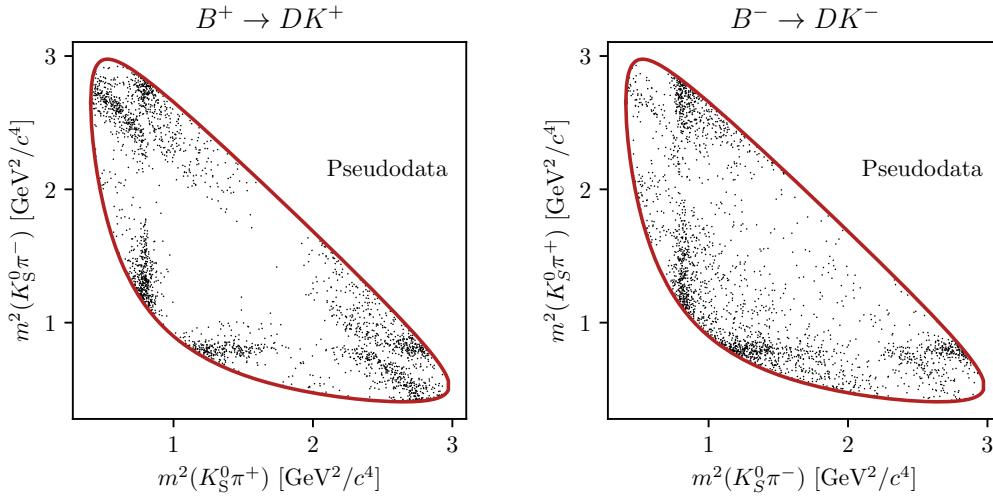 B⁺ → DK⁺
3
2
1
m²(K⁰_Sπ⁻) [GeV²/c⁴]
Pseudodata
1
2
3
m²(K⁰_Sπ⁺) [GeV²/c⁴]
B⁻ → DK⁻
3
2
1
m²(K⁰_Sπ⁺) [GeV²/c⁴]
Pseudodata
1
2
3
m²(K⁰_Sπ⁻) [GeV²/c⁴]